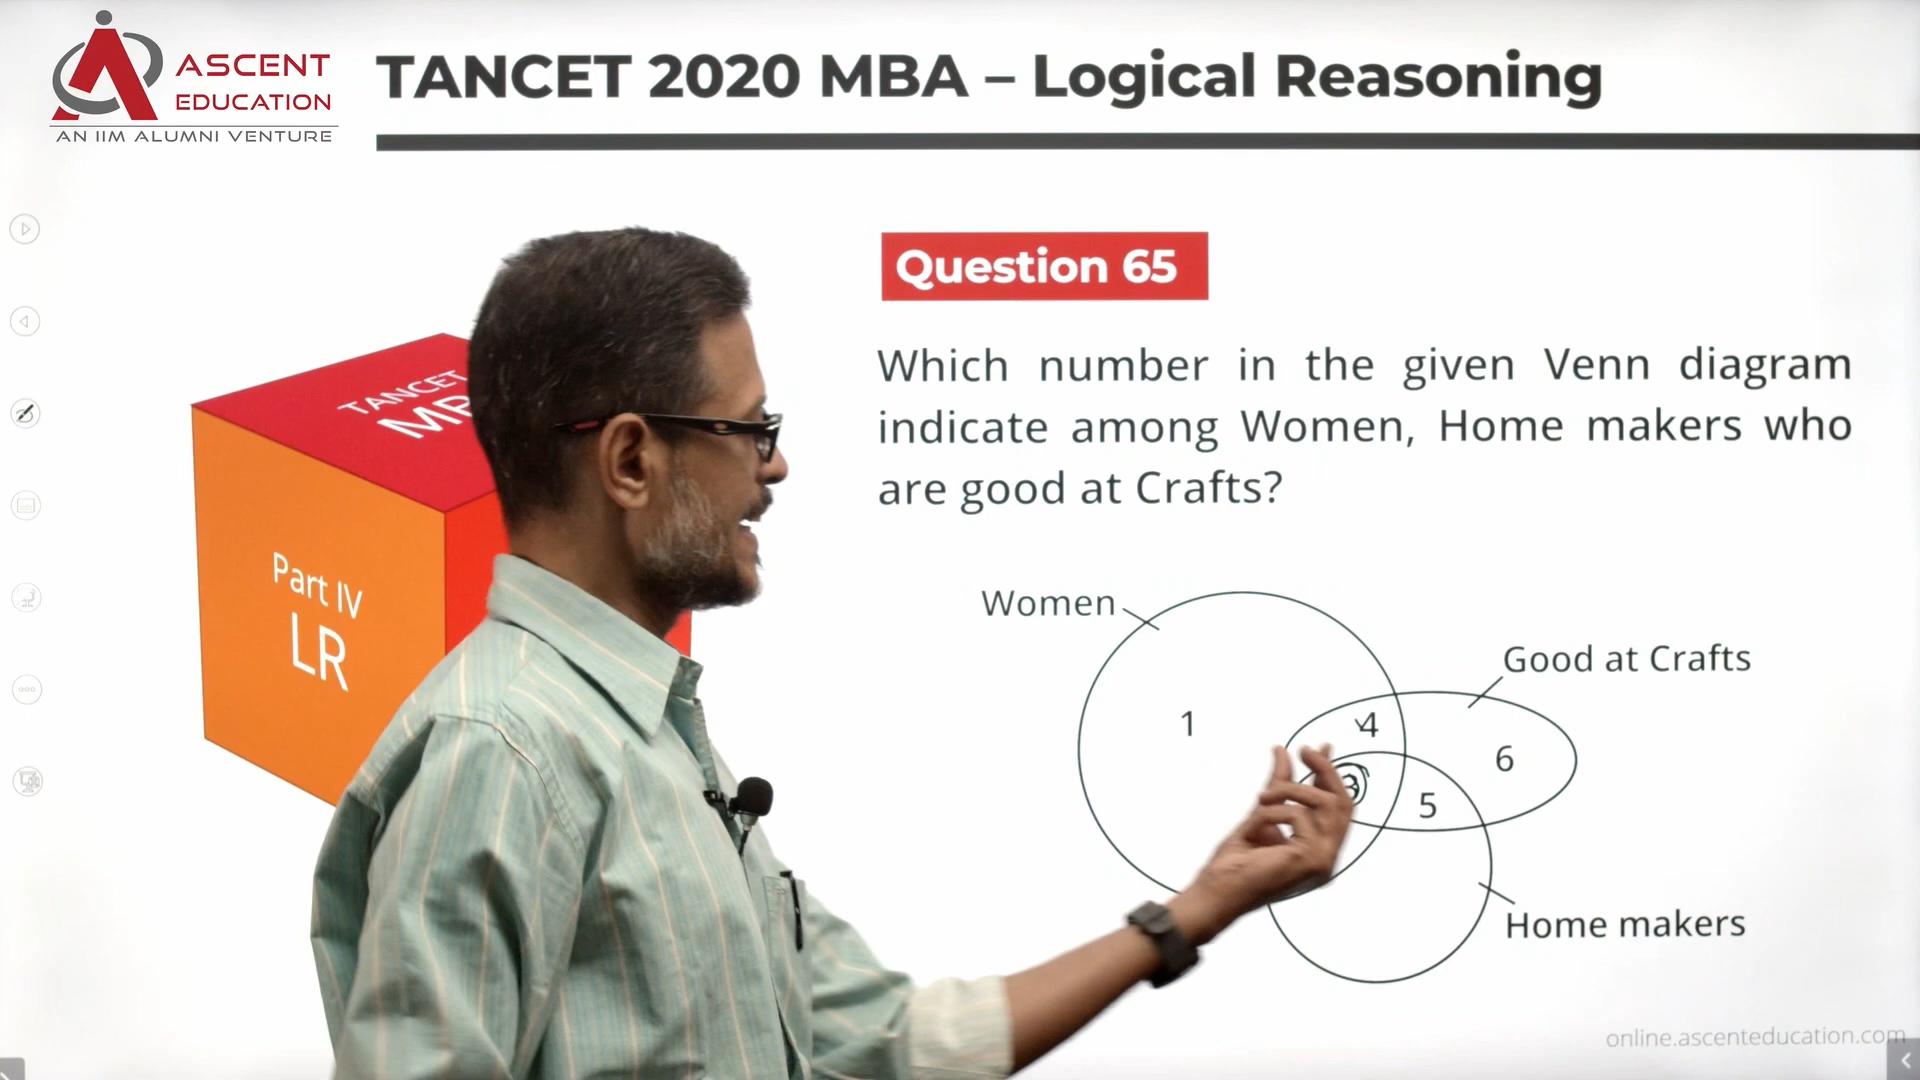 ASCENT
EDUCATION
AN IIM ALUMNI VENTURE
TANCET 2020 MBA – Logical Reasoning
Question 65
Which number in the given Venn diagram
indicate among Women, Home makers who
are good at Crafts?
TANCET
Part IV
LR
Women
Good at Crafts
1
4
6
3
5
Home makers
online.ascenteducation.com